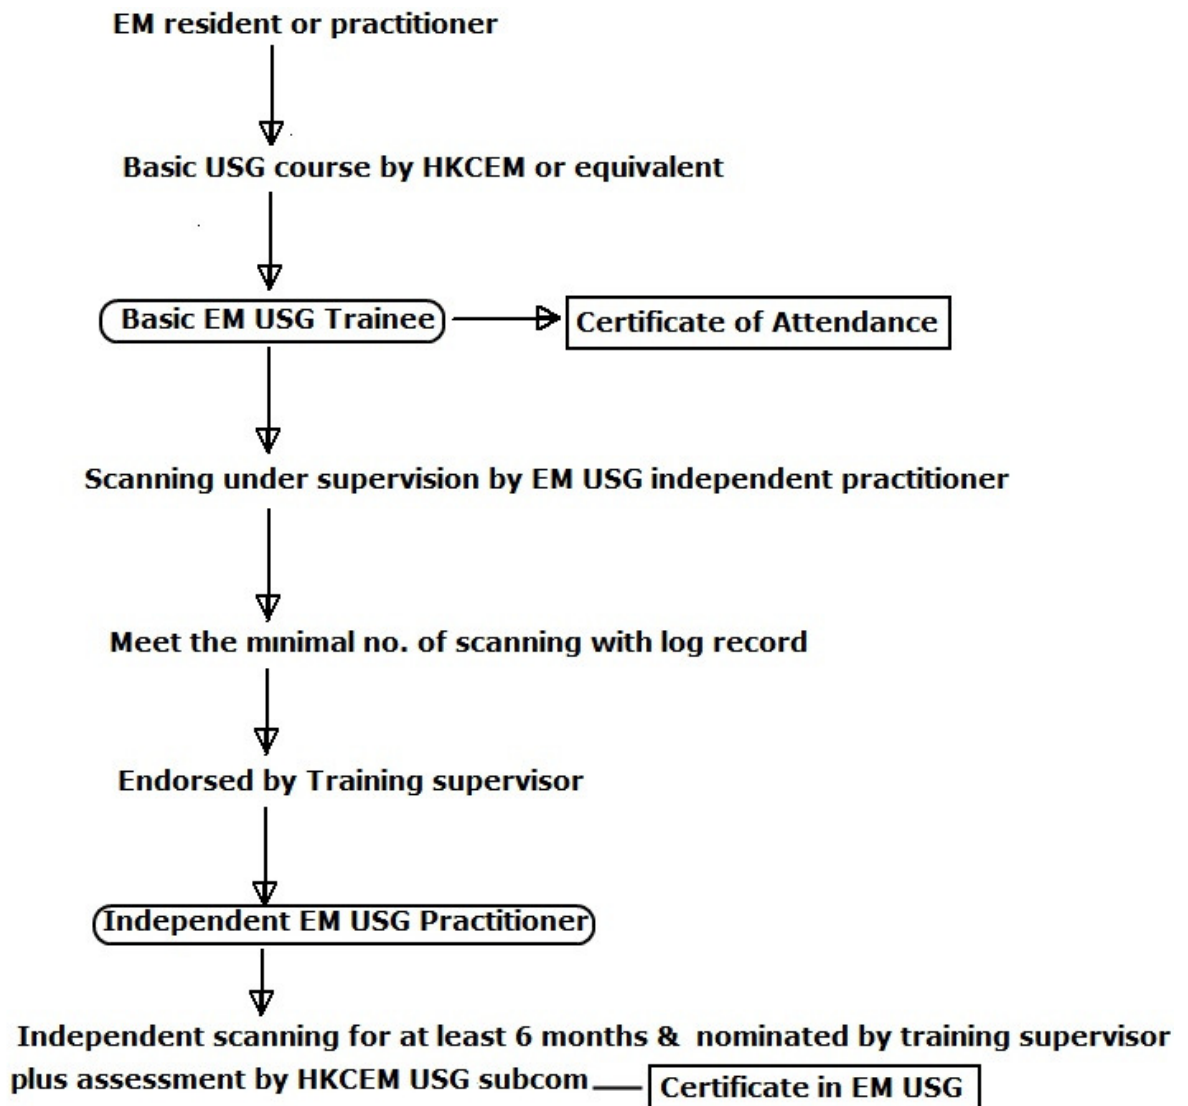 EM resident or practitioner
Basic USG course by HKCEM or equivalent
Basic EM USG Trainee
Certificate of Attendance
Scanning under supervision by EM USG independent practitioner
Meet the minimal no. of scanning with log record
Endorsed by Training supervisor
Independent EM USG Practitioner
Independent scanning for at least 6 months & nominated by training supervisor
plus assessment by HKCEM USG subcom
Certificate in EM USG